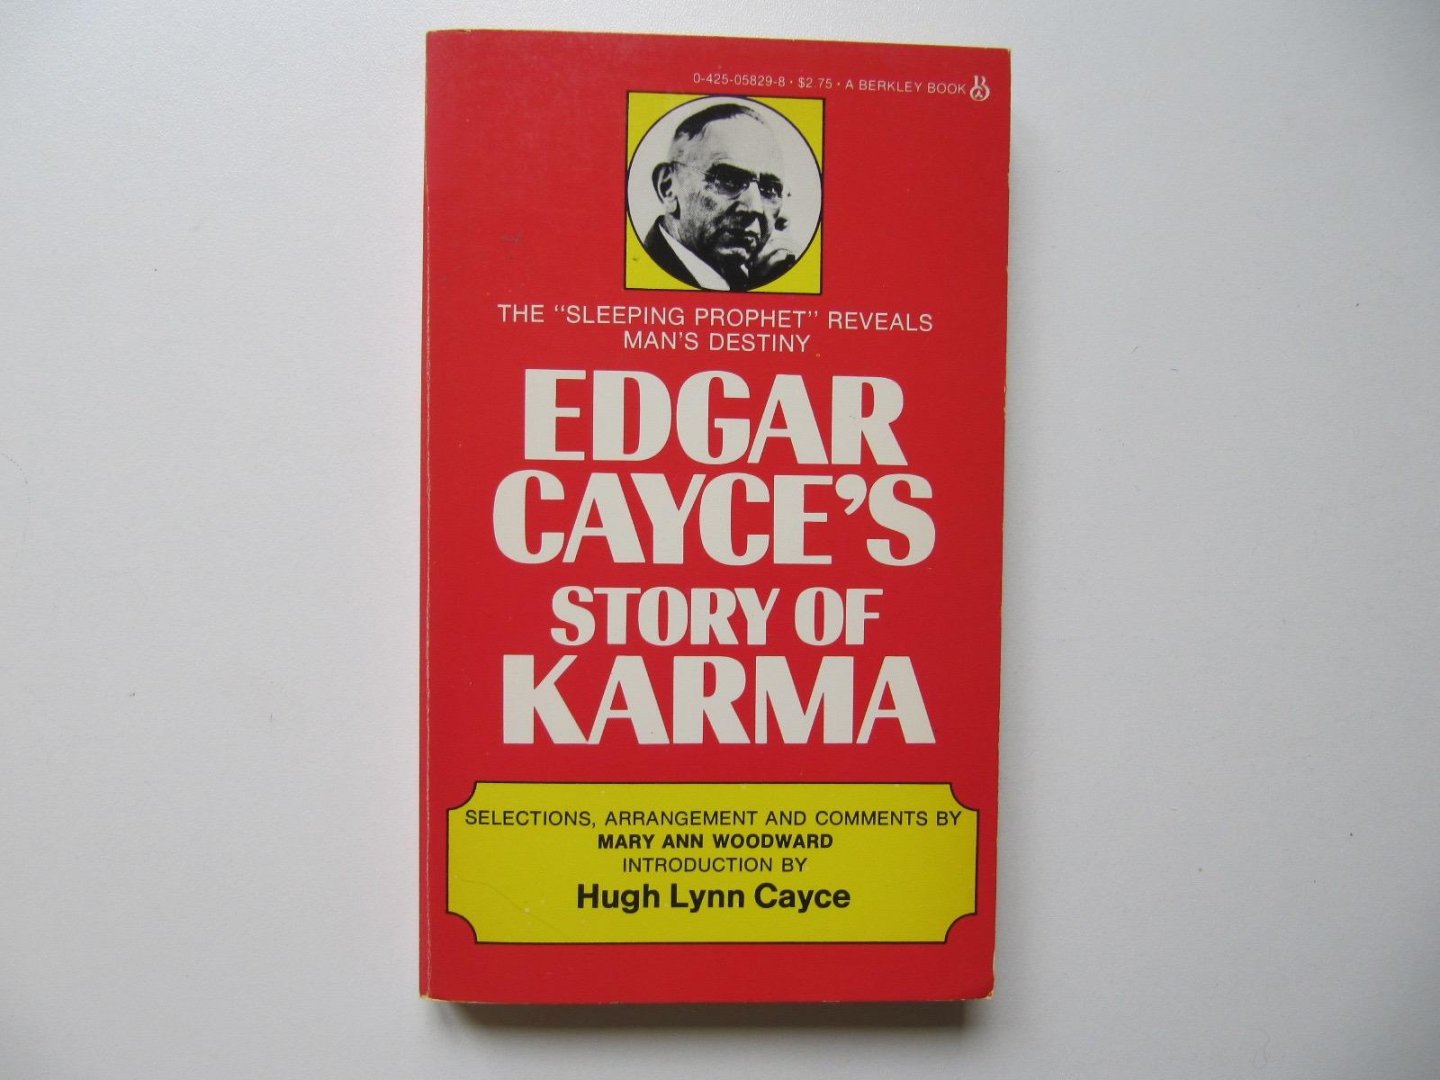 0-425-05829-8 • $2.75 • A BERKLEY BOOK
THE "SLEEPING PROPHET" REVEALS
MAN'S DESTINY
EDGAR
CAYCE'S
STORY OF
KARMA
SELECTIONS, ARRANGEMENT AND COMMENTS BY
MARY ANN WOODWARD
INTRODUCTION BY
Hugh Lynn Cayce